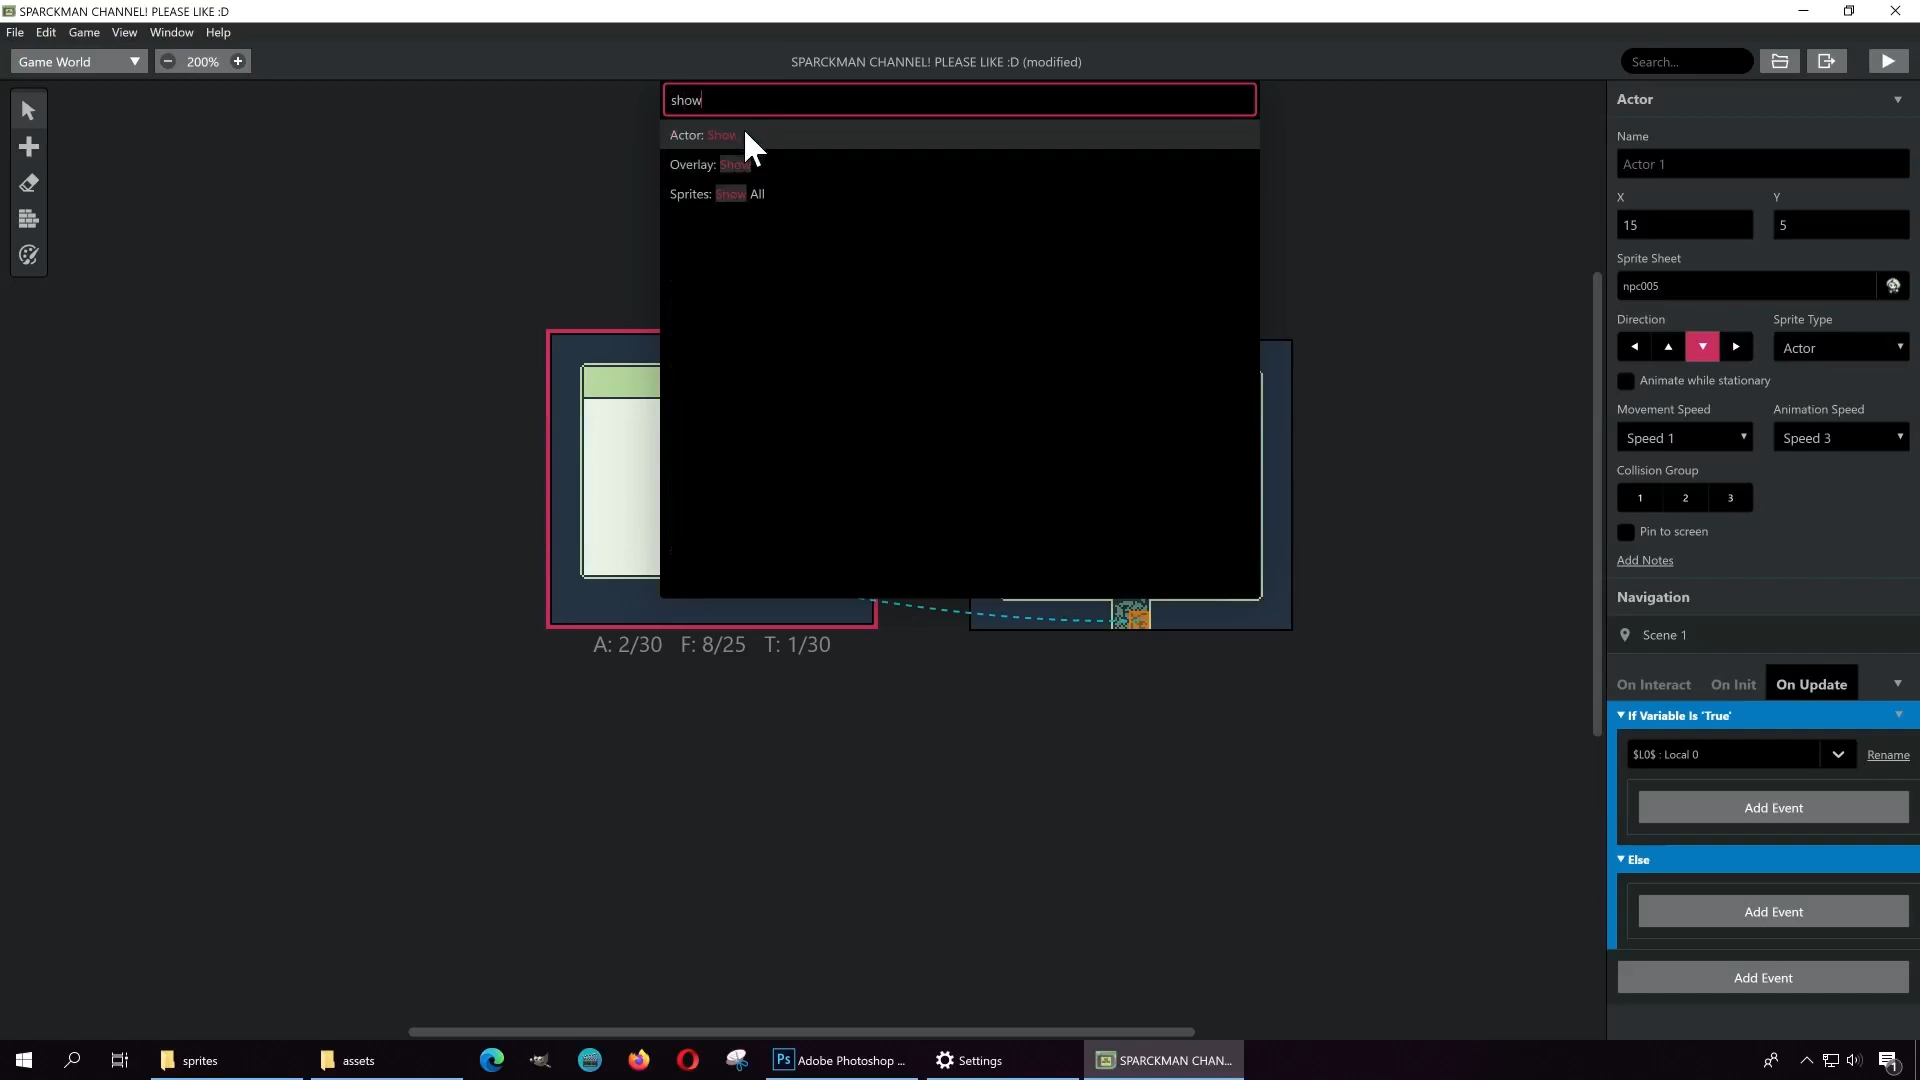 SPARCKMAN CHANNEL! PLEASE LIKE :D
File Edit Game View Window Help
Game World
200%
SPARCKMAN CHANNEL! PLEASE LIKE :D (modified)
Search...
show
Actor: Show
Overlay: Show
Sprites: Show All
A: 2/30 F: 8/25 T: 1/30
Actor
Name
Actor 1
X Y
15 5
Sprite Sheet
npc005
Direction Sprite Type
Actor
Animate while stationary
Movement Speed Animation Speed
Speed 1 Speed 3
Collision Group
1 2 3
Pin to screen
Add Notes
Navigation
Scene 1
On Interact On Init On Update
If Variable Is 'True'
$L0$ : Local 0 Rename
Add Event
Else
Add Event
Add Event
sprites
assets
Ps Adobe Photoshop ...
Settings
SPARCKMAN CHAN...
1